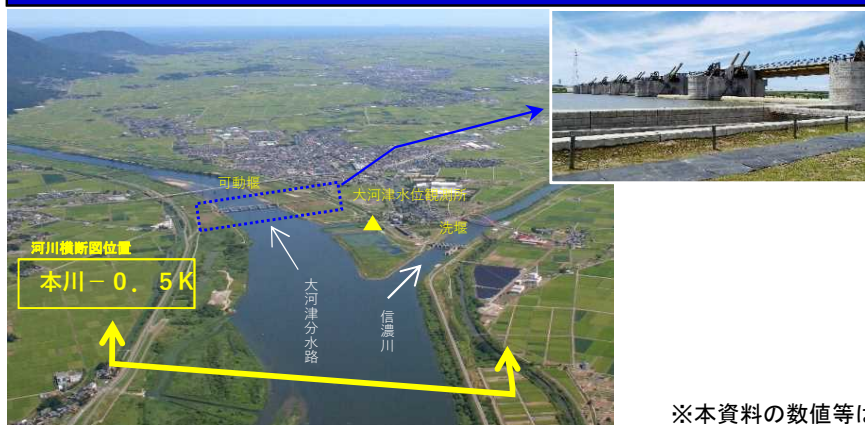 可動堰
大河津水位観測所
洗堰
河川横断図位置
本川－０．５Ｋ
大河津分水路
信濃川
※本資料の数値等は